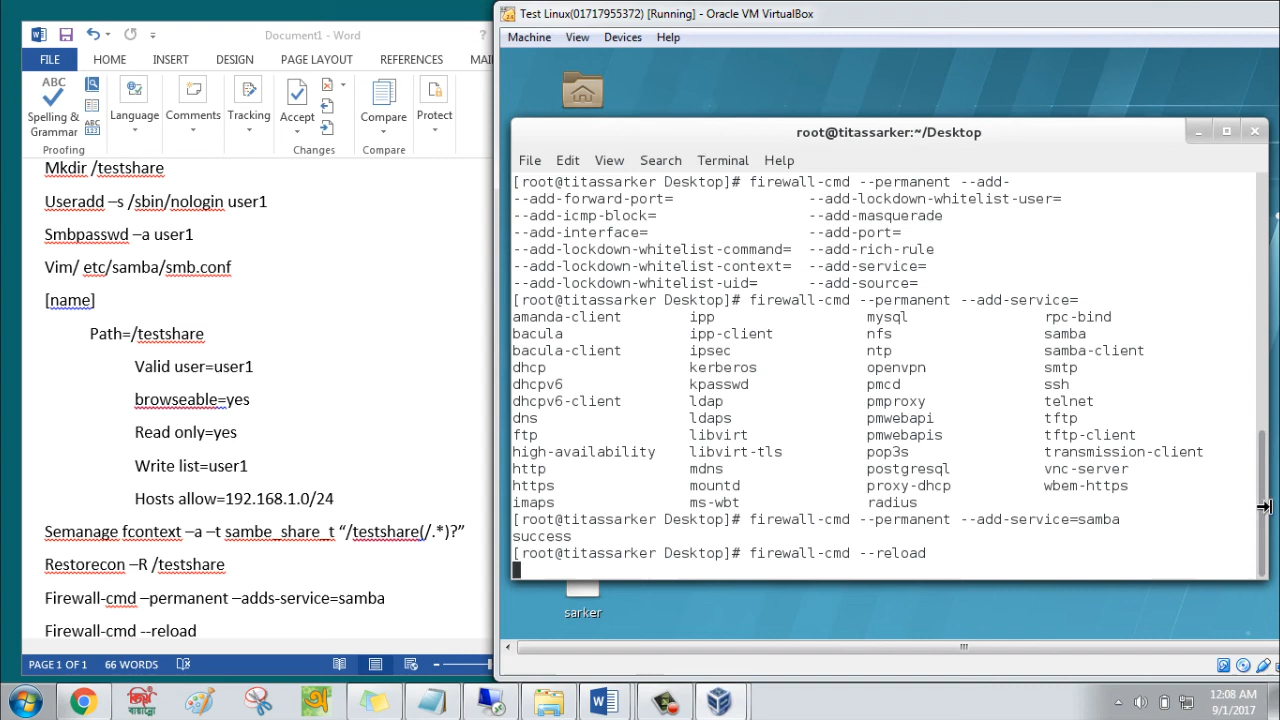 Document1 - Word
?
FILE HOME INSERT DESIGN PAGE LAYOUT REFERENCES MAI
ABC
Spelling & Grammar
Language
Comments
Tracking
Accept
Compare
Protect
Proofing
Changes
Compare
Mkdir /testshare
Useradd –s /sbin/nologin user1
Smbpasswd –a user1
Vim/ etc/samba/smb.conf
[name]
Path=/testshare
Valid user=user1
browseable=yes
Read only=yes
Write list=user1
Hosts allow=192.168.1.0/24
Semanage fcontext –a –t sambe_share_t “/testshare(/.*)?”
Restorecon –R /testshare
Firewall-cmd –permanent –adds-service=samba
Firewall-cmd --reload
PAGE 1 OF 1 66 WORDS
Test Linux(01717955372) [Running] - Oracle VM VirtualBox
Machine View Devices Help
root@titassarker:~/Desktop
File Edit View Search Terminal Help
[root@titassarker Desktop]# firewall-cmd --permanent --add-
--add-forward-port= --add-lockdown-whitelist-user=
--add-icmp-block= --add-masquerade
--add-interface= --add-port=
--add-lockdown-whitelist-command= --add-rich-rule
--add-lockdown-whitelist-context= --add-service=
--add-lockdown-whitelist-uid= --add-source=
[root@titassarker Desktop]# firewall-cmd --permanent --add-service=
amanda-client ipp mysql rpc-bind
bacula ipp-client nfs samba
bacula-client ipsec ntp samba-client
dhcp kerberos openvpn smtp
dhcpv6 kpasswd pmcd ssh
dhcpv6-client ldap pmproxy telnet
dns ldaps pmwebapi tftp
ftp libvirt pmwebapis tftp-client
high-availability libvirt-tls pop3s transmission-client
http mdns postgresql vnc-server
https mountd proxy-dhcp wbem-https
imaps ms-wbt radius
[root@titassarker Desktop]# firewall-cmd --permanent --add-service=samba
success
[root@titassarker Desktop]# firewall-cmd --reload
sarker
12:08 AM
9/1/2017